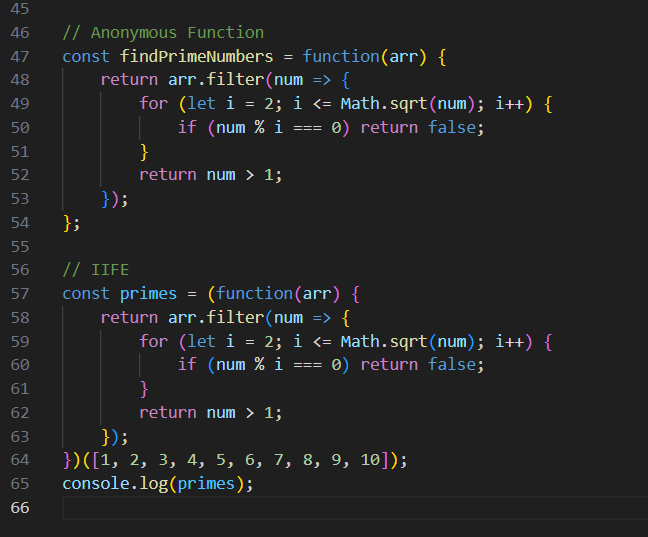 45
46 // Anonymous Function
47 const findPrimeNumbers = function(arr) {
48     return arr.filter(num => {
49         for (let i = 2; i <= Math.sqrt(num); i++) {
50             if (num % i === 0) return false;
51         }
52         return num > 1;
53     });
54 };
55
56 // IIFE
57 const primes = (function(arr) {
58     return arr.filter(num => {
59         for (let i = 2; i <= Math.sqrt(num); i++) {
60             if (num % i === 0) return false;
61         }
62         return num > 1;
63     });
64 })([1, 2, 3, 4, 5, 6, 7, 8, 9, 10]);
65 console.log(primes);
66